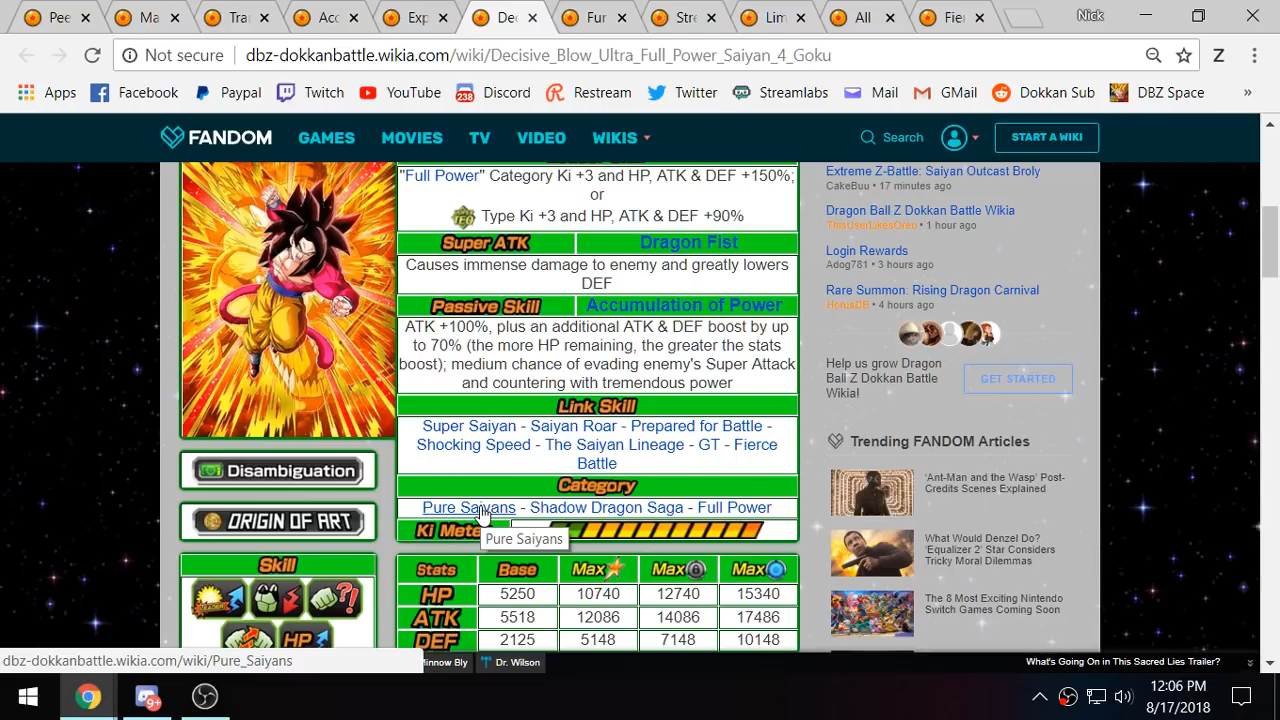 Pee
Ma
Tra
Acc
Exp
Dec
Fur
Stre
Lim
All
Fier
Nick
Not secure
dbz-dokkanbattle.wikia.com/wiki/Decisive_Blow_Ultra_Full_Power_Saiyan_4_Goku
Z
Apps
Facebook
Paypal
Twitch
YouTube
238
Discord
Restream
Twitter
Streamlabs
Mail
GMail
Dokkan Sub
DBZ Space
»
FANDOM
GAMES
MOVIES
TV
VIDEO
WIKIS
Search
START A WIKI
"Full Power" Category Ki +3 and HP, ATK & DEF +150%;
or
TEQ Type Ki +3 and HP, ATK & DEF +90%
Super ATK
Dragon Fist
Causes immense damage to enemy and greatly lowers
DEF
Passive Skill
Accumulation of Power
ATK +100%, plus an additional ATK & DEF boost by up
to 70% (the more HP remaining, the greater the stats
boost); medium chance of evading enemy's Super Attack
and countering with tremendous power
Link Skill
Super Saiyan - Saiyan Roar - Prepared for Battle -
Shocking Speed - The Saiyan Lineage - GT - Fierce
Battle
Category
Pure Saiyans - Shadow Dragon Saga - Full Power
Ki Mete
Pure Saiyans
Stats
Base
Max
Max
Max
HP
5250
10740
12740
15340
ATK
5518
12086
14086
17486
DEF
2125
5148
7148
10148
Disambiguation
ORIGIN OF ART
Skill
LEADER
HP
Extreme Z-Battle: Saiyan Outcast Broly
CakeBuu • 17 minutes ago
Dragon Ball Z Dokkan Battle Wikia
ThisUserLikesOreo • 1 hour ago
Login Rewards
Adog781 • 3 hours ago
Rare Summon: Rising Dragon Carnival
HorusDB • 4 hours ago
Help us grow Dragon
Ball Z Dokkan Battle
Wikia!
GET STARTED
Trending FANDOM Articles
'Ant-Man and the Wasp' Post-
Credits Scenes Explained
What Would Denzel Do?
'Equalizer 2' Star Considers
Tricky Moral Dilemmas
The 8 Most Exciting Nintendo
Switch Games Coming Soon
dbz-dokkanbattle.wikia.com/wiki/Pure_Saiyans
Minnow Bly
Dr. Wilson
What's Going On in This Sacred Lies Trailer?
9+
12:06 PM
8/17/2018